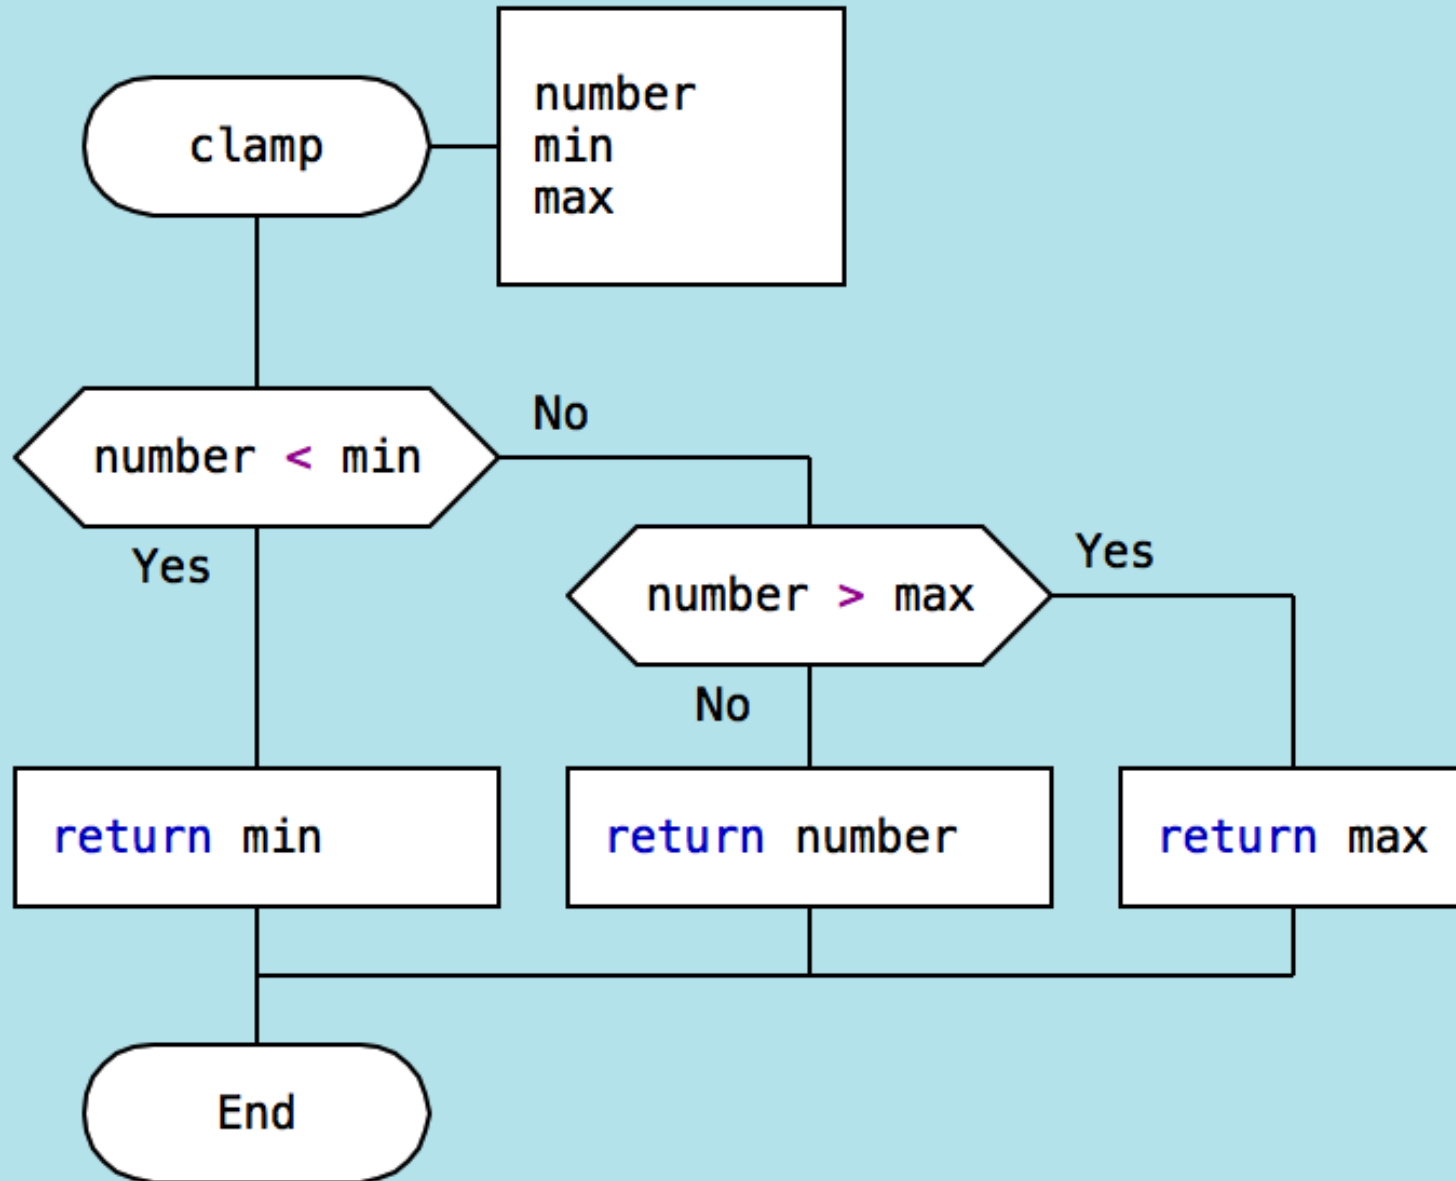 clamp
number
min
max
number < min
No
Yes
number > max
Yes
No
return min
return number
return max
End